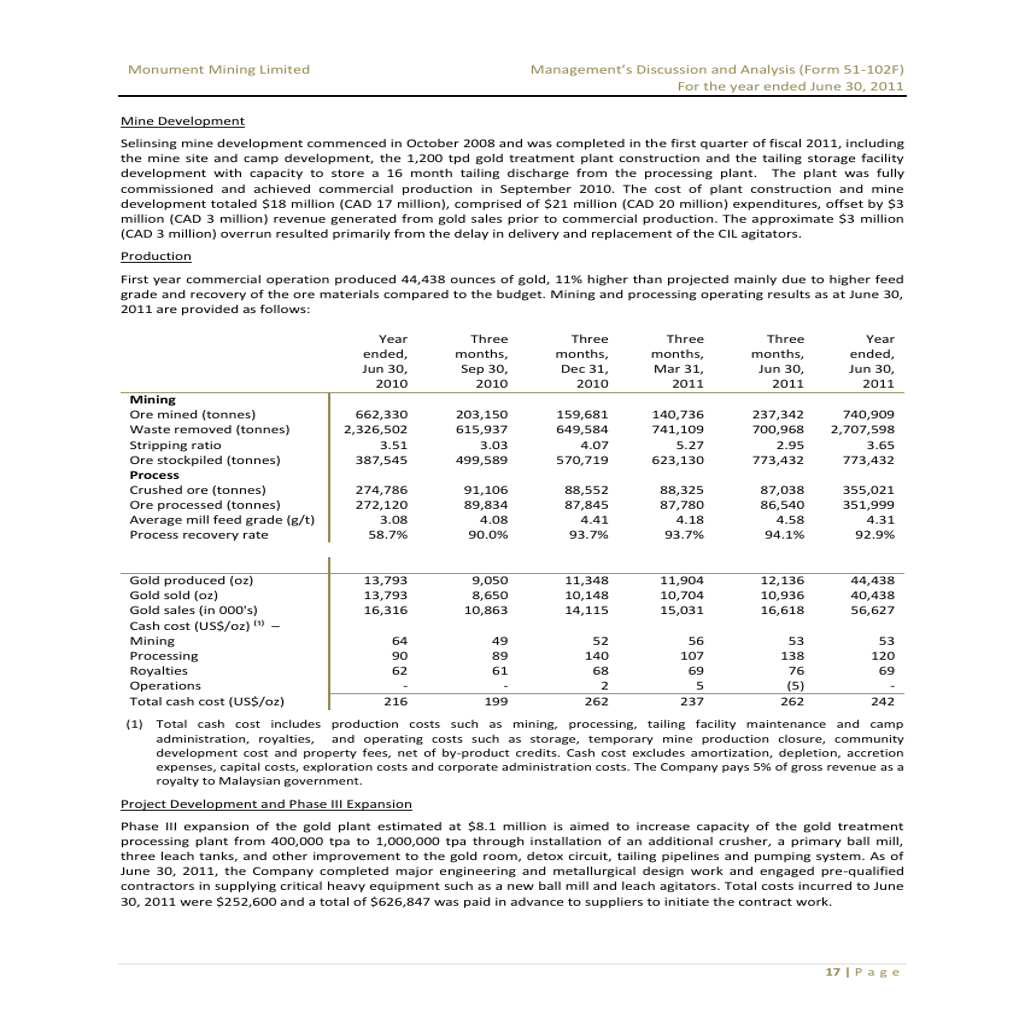 Monument Mining Limited
Management's Discussion and Analysis (Form 51-102F)
For the year ended June 30, 2011
Mine Development
Selinsing mine development commenced in October 2008 and was completed in the first quarter of fiscal 2011, including
the mine site and camp development, the 1,200 tpd gold treatment plant construction and the tailing storage facility
development with capacity to store a 16 month tailing discharge from the processing plant. The plant was fully
commissioned and achieved commercial production in September 2010. The cost of plant construction and mine
development totaled $18 million (CAD 17 million), comprised of $21 million (CAD 20 million) expenditures, offset by $3
million (CAD 3 million) revenue generated from gold sales prior to commercial production. The approximate $3 million
(CAD 3 million) overrun resulted primarily from the delay in delivery and replacement of the CIL agitators.
Production
First year commercial operation produced 44,438 ounces of gold, 11% higher than projected mainly due to higher feed
grade and recovery of the ore materials compared to the budget. Mining and processing operating results as at June 30,
2011 are provided as follows:
Year Three Three Three Three Year
ended, months, months, months, months, ended,
Jun 30, Sep 30, Dec 31, Mar 31, Jun 30, Jun 30,
2010 2010 2010 2011 2011 2011
Mining
Ore mined (tonnes) 662,330 203,150 159,681 140,736 237,342 740,909
Waste removed (tonnes) 2,326,502 615,937 649,584 741,109 700,968 2,707,598
Stripping ratio 3.51 3.03 4.07 5.27 2.95 3.65
Ore stockpiled (tonnes) 387,545 499,589 570,719 623,130 773,432 773,432
Process
Crushed ore (tonnes) 274,786 91,106 88,552 88,325 87,038 355,021
Ore processed (tonnes) 272,120 89,834 87,845 87,780 86,540 351,999
Average mill feed grade (g/t) 3.08 4.08 4.41 4.18 4.58 4.31
Process recovery rate 58.7% 90.0% 93.7% 93.7% 94.1% 92.9%
Gold produced (oz) 13,793 9,050 11,348 11,904 12,136 44,438
Gold sold (oz) 13,793 8,650 10,148 10,704 10,936 40,438
Gold sales (in 000's) 16,316 10,863 14,115 15,031 16,618 56,627
Cash cost (US$/oz) (1) –
Mining 64 49 52 56 53 53
Processing 90 89 140 107 138 120
Royalties 62 61 68 69 76 69
Operations - - 2 5 (5) -
Total cash cost (US$/oz) 216 199 262 237 262 242
(1) Total cash cost includes production costs such as mining, processing, tailing facility maintenance and camp
administration, royalties, and operating costs such as storage, temporary mine production closure, community
development cost and property fees, net of by-product credits. Cash cost excludes amortization, depletion, accretion
expenses, capital costs, exploration costs and corporate administration costs. The Company pays 5% of gross revenue as a
royalty to Malaysian government.
Project Development and Phase III Expansion
Phase III expansion of the gold plant estimated at $8.1 million is aimed to increase capacity of the gold treatment
processing plant from 400,000 tpa to 1,000,000 tpa through installation of an additional crusher, a primary ball mill,
three leach tanks, and other improvement to the gold room, detox circuit, tailing pipelines and pumping system. As of
June 30, 2011, the Company completed major engineering and metallurgical design work and engaged pre-qualified
contractors in supplying critical heavy equipment such as a new ball mill and leach agitators. Total costs incurred to June
30, 2011 were $252,600 and a total of $626,847 was paid in advance to suppliers to initiate the contract work.
17 | P a g e